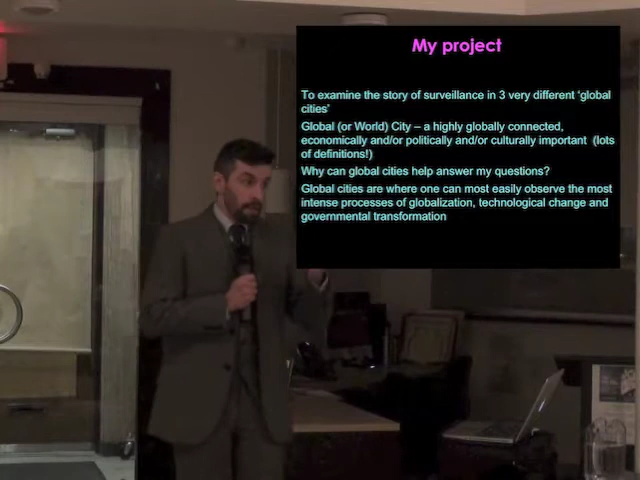 My project
To examine the story of surveillance in 3 very different 'global
cities'
Global (or World) City – a highly globally connected,
economically and/or politically and/or culturally important (lots
of definitions!)
Why can global cities help answer my questions?
Global cities are where one can most easily observe the most
intense processes of globalization, technological change and
governmental transformation